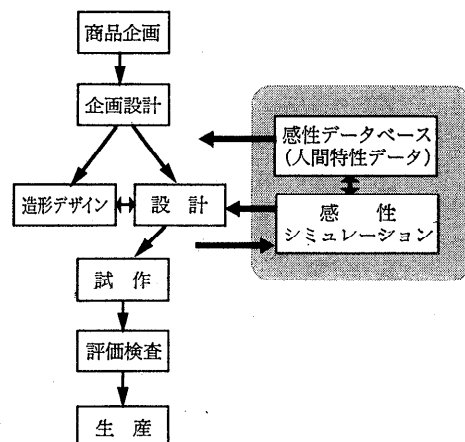 商品企画
企画設計
感性データベース
(人間特性データ)
造形デザイン
設計
感性
シミュレーション
試作
評価検査
生産